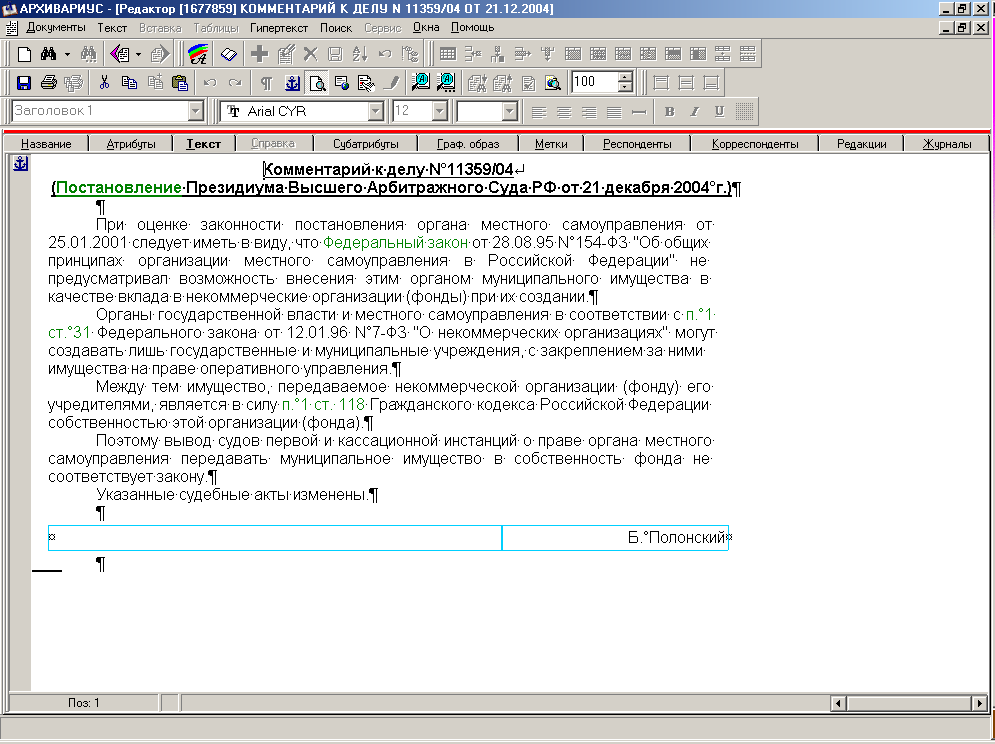 АРХИВАРИУС - [Редактор [1677859] КОММЕНТАРИЙ К ДЕЛУ N 11359/04 ОТ 21.12.2004]
Документы Текст Вставка Таблицы Гипертекст Поиск Сервис Окна Помощь
100
Заголовок 1 Arial CYR 12
Название Атрибуты Текст Справка Субатрибуты Граф. образ Метки Респонденты Корреспонденты Редакции Журналы
Комментарий к делу N°11359/04
(Постановление Президиума Высшего Арбитражного Суда РФ от 21 декабря 2004°г.)¶
¶
При оценке законности постановления органа местного самоуправления от
25.01.2001 следует иметь в виду, что Федеральный закон от 28.08.95 N°154-ФЗ "Об общих
принципах организации местного самоуправления в Российской Федерации" не
предусматривал возможность внесения этим органом муниципального имущества в
качестве вклада в некоммерческие организации (фонды) при их создании.¶
Органы государственной власти и местного самоуправления в соответствии с п.°1
ст.°31 Федерального закона от 12.01.96 N°7-ФЗ "О некоммерческих организациях" могут
создавать лишь государственные и муниципальные учреждения, с закреплением за ними
имущества на праве оперативного управления.¶
Между тем имущество, передаваемое некоммерческой организации (фонду) его
учредителями, является в силу п.°1 ст. 118 Гражданского кодекса Российской Федерации
собственностью этой организации (фонда).¶
Поэтому вывод судов первой и кассационной инстанций о праве органа местного
самоуправления передавать муниципальное имущество в собственность фонда не
соответствует закону.¶
Указанные судебные акты изменены.¶
¶
¤ Б.°Полонский¤
¶
Поз: 1